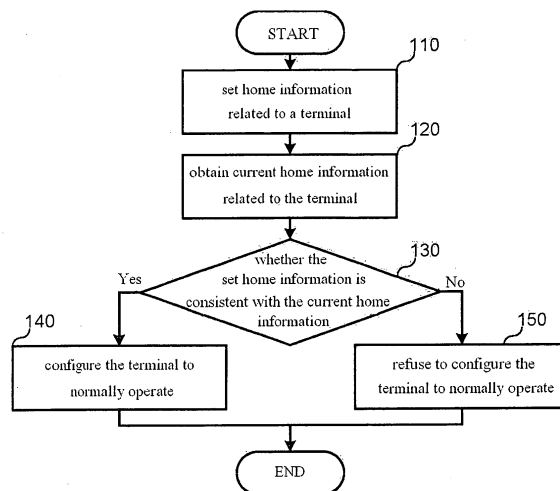 START
110
set home information
related to a terminal
120
obtain current home information
related to the terminal
130
whether the
set home information is
consistent with the current home
information
Yes
No
140
configure the terminal to
normally operate
150
refuse to configure the
terminal to normally operate
END